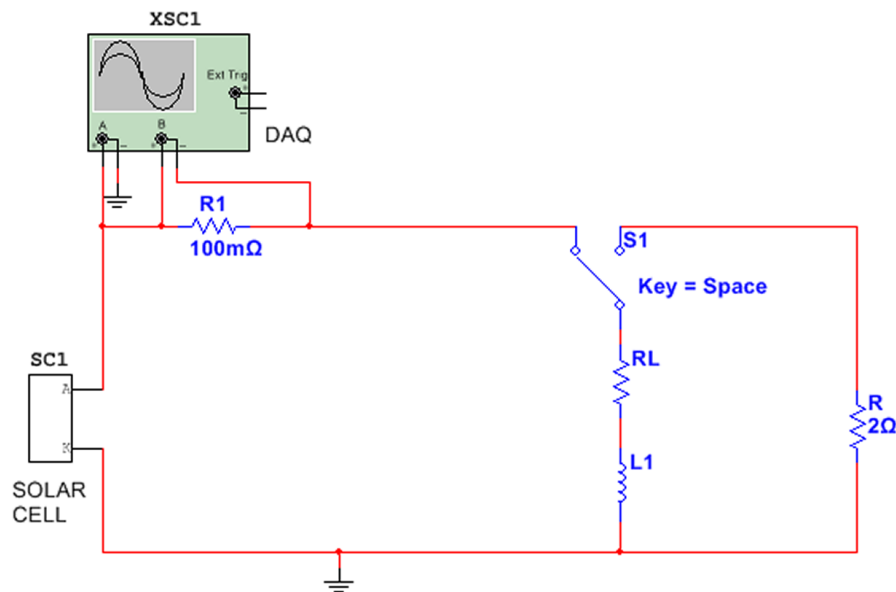 XSC1
Ext Trig
+
-
A
B
+ - + -
DAQ
R1
100mΩ
S1
Key = Space
SC1
A
K
RL
R
2Ω
L1
SOLAR
CELL